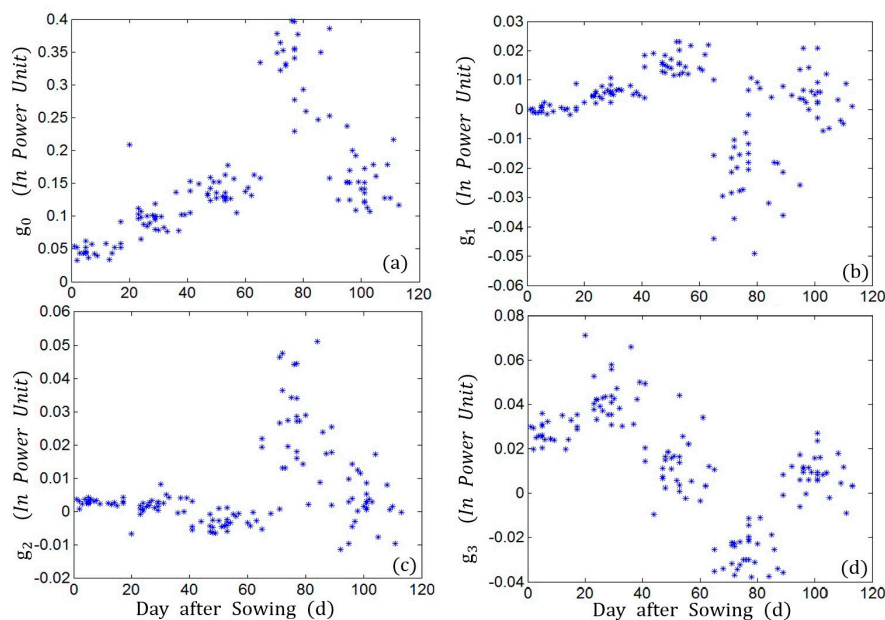 0.4
0.35
0.3
0.25
0.2
0.15
0.1
0.05
0
0 20 40 60 80 100 120
g0 (In Power Unit)
(a)
0.03
0.02
0.01
0
-0.01
-0.02
-0.03
-0.04
-0.05
-0.06
0 20 40 60 80 100 120
g1 (In Power Unit)
(b)
0.06
0.05
0.04
0.03
0.02
0.01
0
-0.01
-0.02
0 20 40 60 80 100 120
g2 (In Power Unit)
(c)
Day after Sowing (d)
0.08
0.06
0.04
0.02
0
-0.02
-0.04
0 20 40 60 80 100 120
g3 (In Power Unit)
(d)
Day after Sowing (d)